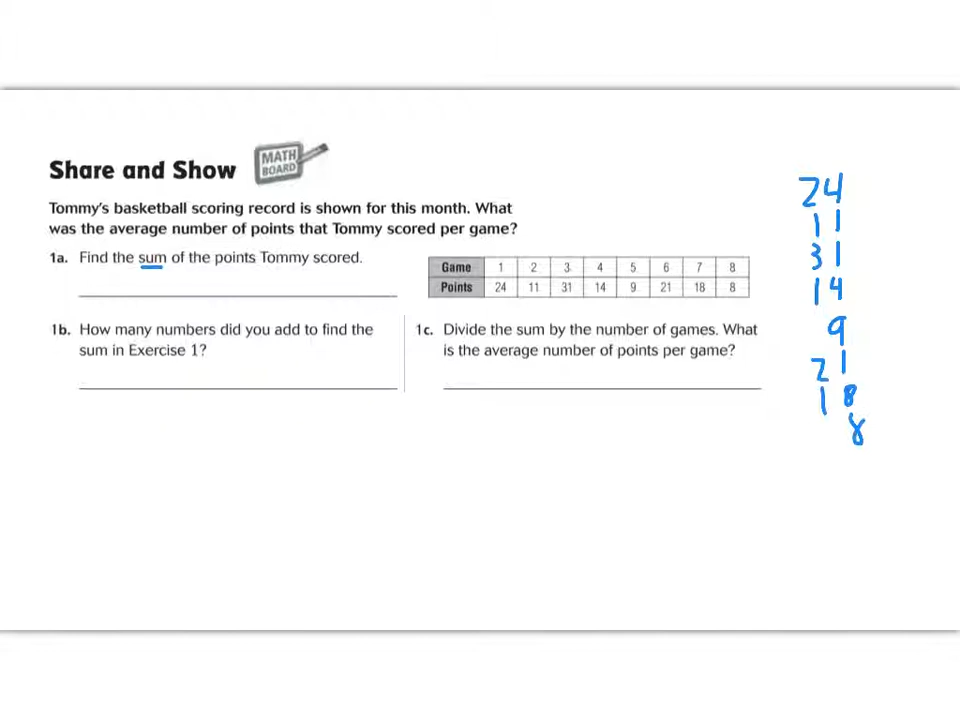 Share and Show
MATH
BOARD
Tommy's basketball scoring record is shown for this month. What
was the average number of points that Tommy scored per game?
1a. Find the sum of the points Tommy scored.
Game 1 2 3 4 5 6 7 8
Points 24 11 31 14 9 21 18 8
1b. How many numbers did you add to find the
sum in Exercise 1?
1c. Divide the sum by the number of games. What
is the average number of points per game?
24
11
31
14
9
21
18
8